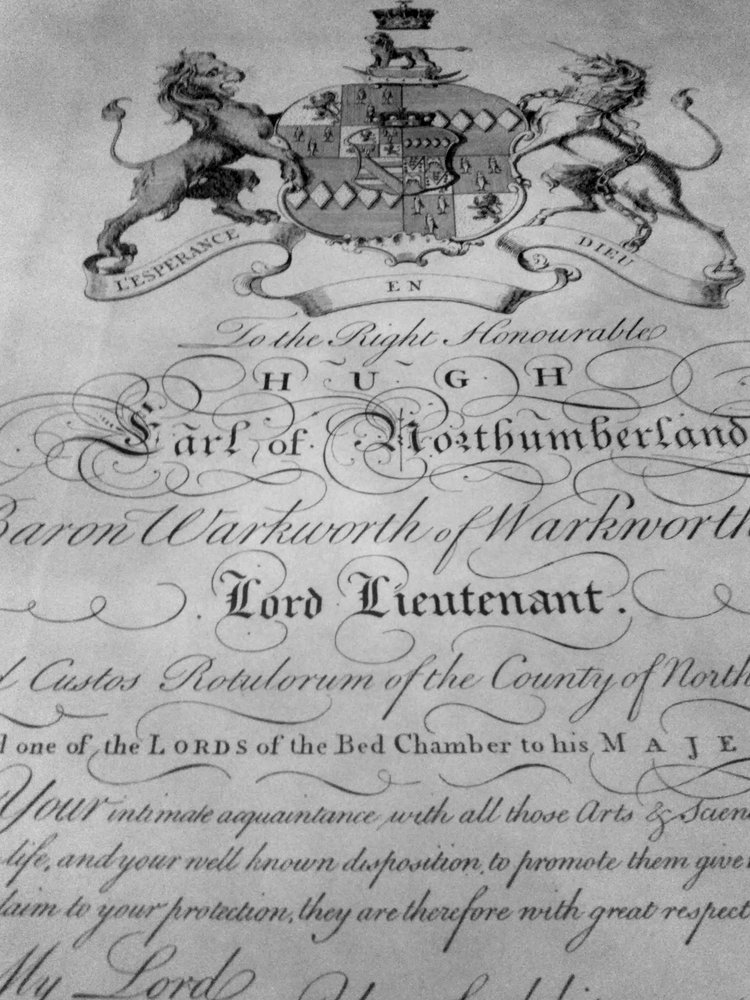 L'ESPERANCE EN DIEU
To the Right Honourable
HUGH
Earl of Northumberland
Baron Warkworth of Warkworth
Lord Lieutenant.
Custos Rotulorum of the County of North
one of the LORDS of the Bed Chamber to his MAJE
Your intimate acquaintance with all those Arts &
life, and your well known disposition, to promote them give
to your protection, they are therefore with great respect
My Lord